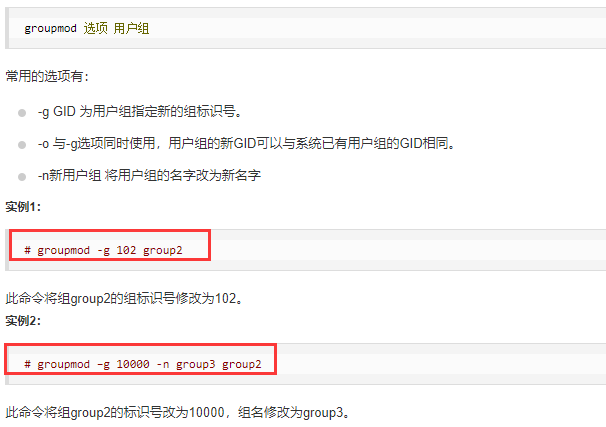 groupmod 选项 用户组
常用的选项有：
-g GID 为用户组指定新的组标识号。
-o 与-g选项同时使用，用户组的新GID可以与系统已有用户组的GID相同。
-n新用户组 将用户组的名字改为新名字
实例1：
# groupmod -g 102 group2
此命令将组group2的组标识号修改为102。
实例2：
# groupmod –g 10000 -n group3 group2
此命令将组group2的标识号改为10000，组名修改为group3。